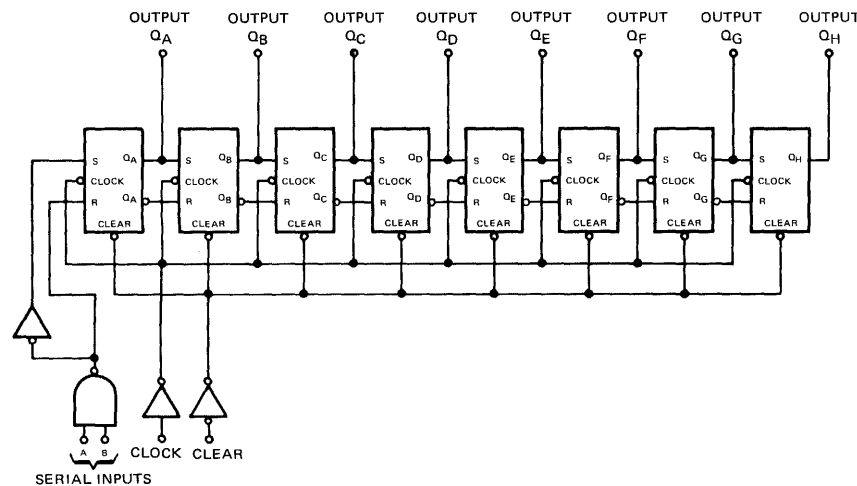 OUTPUT OUTPUT OUTPUT OUTPUT OUTPUT OUTPUT OUTPUT OUTPUT
QA QB QC QD QE QF QG QH
S QA S QB S QC S QD S QE S QF S QG S QH
CLOCK CLOCK CLOCK CLOCK CLOCK CLOCK CLOCK CLOCK
R QA R QB R QC R QD R QE R QF R QG R
CLEAR CLEAR CLEAR CLEAR CLEAR CLEAR CLEAR CLEAR
A B CLOCK CLEAR
SERIAL INPUTS